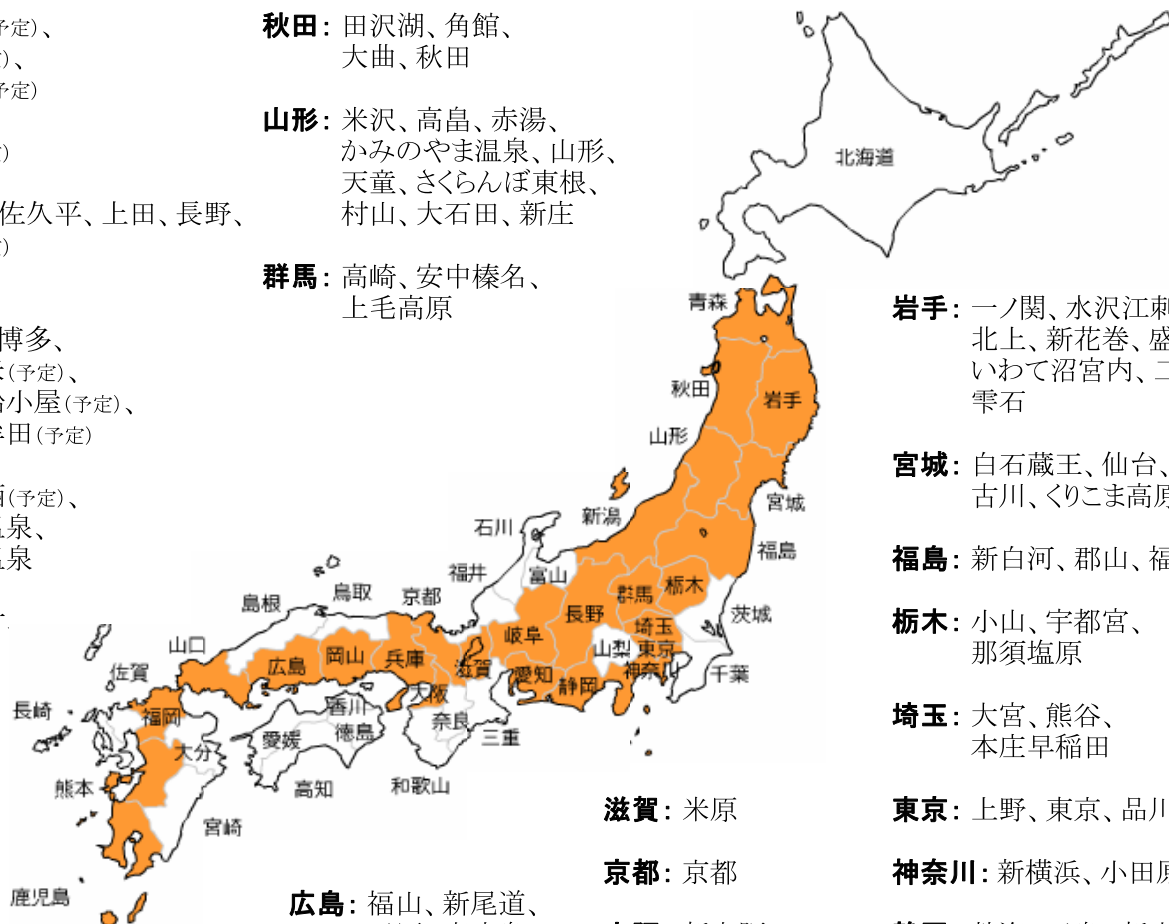 予定）、
）、
予定）
）
佐久平、上田、長野、
）
博多、
（予定）、
小屋（予定）、
牟田（予定）
（予定）、
温泉、
温泉
秋田： 田沢湖、角館、
大曲、秋田
山形： 米沢、高畠、赤湯、
かみのやま温泉、山形、
天童、さくらんぼ東根、
村山、大石田、新庄
群馬： 高崎、安中榛名、
上毛高原
北海道
青森
秋田
岩手
山形
宮城
新潟
福島
石川
富山
福井
群馬
栃木
長野
茨城
埼玉
山梨
東京
神奈川
千葉
岐阜
愛知
静岡
鳥取
京都
島根
山口
広島
岡山
兵庫
滋賀
大阪
奈良
三重
和歌山
香川
徳島
愛媛
高知
佐賀
長崎
福岡
大分
熊本
宮崎
鹿児島
岩手： 一ノ関、水沢江刺
北上、新花巻、盛
いわて沼宮内、二
雫石
宮城： 白石蔵王、仙台、
古川、くりこま高原
福島： 新白河、郡山、福
栃木： 小山、宇都宮、
那須塩原
埼玉： 大宮、熊谷、
本庄早稲田
東京： 上野、東京、品川
神奈川： 新横浜、小田原
滋賀： 米原
京都： 京都
広島： 福山、新尾道、